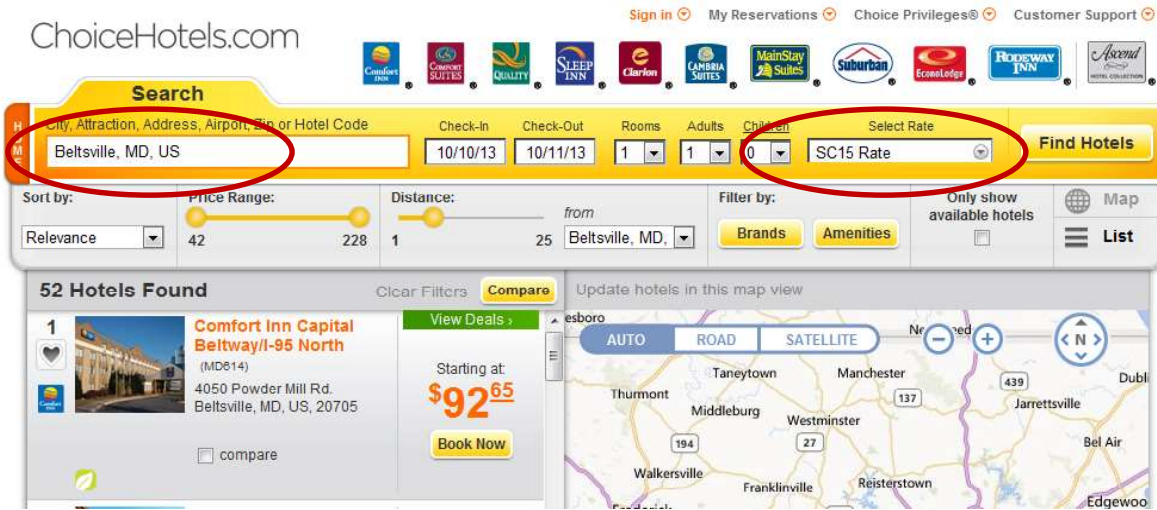 Sign in My Reservations Choice Privileges® Customer Support
ChoiceHotels.com
Comfort INN
COMFORT SUITES
QUALITY
SLEEP INN
Clarion
CAMBRIA SUITES
MainStay Suites
Suburban
EconoLodge
RODEWAY INN
Ascend
HOTEL COLLECTION
Search
HOME
City, Attraction, Address, Airport, Zip or Hotel Code Check-In Check-Out Rooms Adults Children Select Rate
Beltsville, MD, US 10/10/13 10/11/13 1 1 0 SC15 Rate Find Hotels
Sort by: Price Range: Distance: from Filter by: Only show available hotels Map
Relevance 42 228 1 25 Beltsville, MD, Brands Amenities List
52 Hotels Found Clear Filters Compare Update hotels in this map view
1
Comfort Inn Capital
Beltway/I-95 North
(MD614)
4050 Powder Mill Rd.
Beltsville, MD, US, 20705
compare
View Deals ›
Starting at:
$92.65
Book Now
AUTO ROAD SATELLITE
N
Taneytown
Manchester
439
Thurmont
137
Jarrettsville
Middleburg
Westminster
194
27
Bel Air
Walkersville
Franklinville
Reisterstown